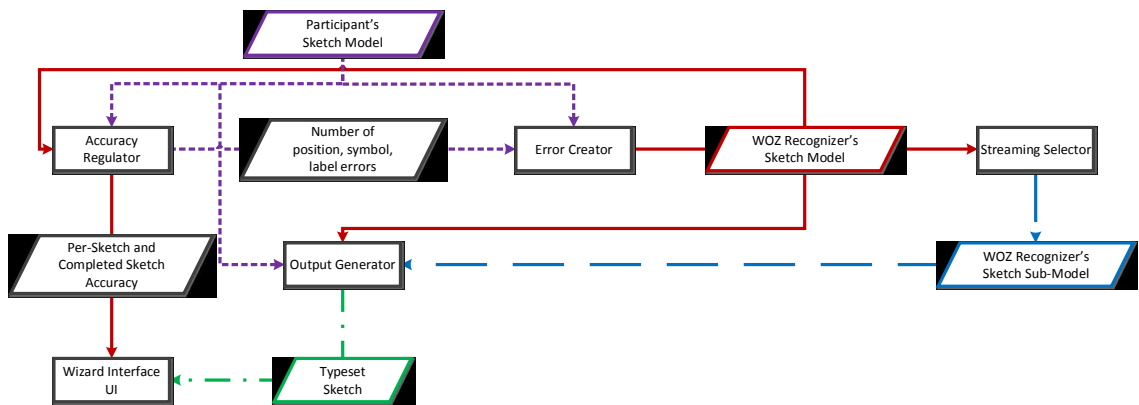 Participant's
Sketch Model
Accuracy
Regulator
Number of
position, symbol,
label errors
Error Creator
WOZ Recognizer's
Sketch Model
Streaming Selector
Per-Sketch and
Completed Sketch
Accuracy
Output Generator
WOZ Recognizer's
Sketch Sub-Model
Wizard Interface
UI
Typeset
Sketch